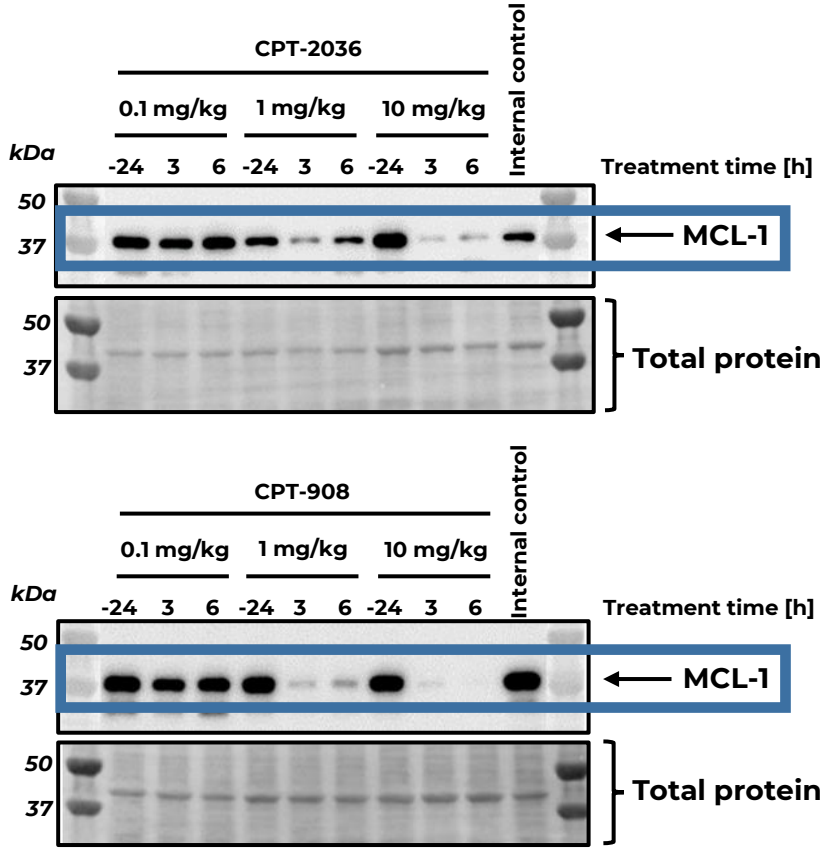 CPT-2036
Internal control
0.1 mg/kg 1 mg/kg 10 mg/kg
kDa
-24 3 6 -24 3 6 -24 3 6 Treatment time [h]
50
37 MCL-1
50
37 Total protein
CPT-908
Internal control
0.1 mg/kg 1 mg/kg 10 mg/kg
kDa
-24 3 6 -24 3 6 -24 3 6 Treatment time [h]
50
37 MCL-1
50
37 Total protein